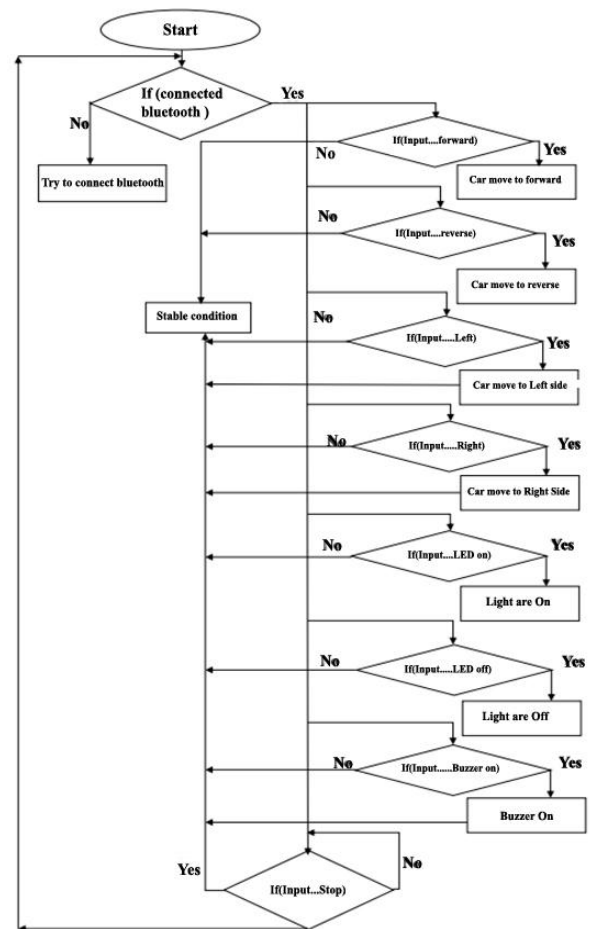 Start
If (connected
bluetooth )
Yes
No
Try to connect bluetooth
If(Input....forward)
No
Yes
Car move to forward
If(Input....reverse)
No
Yes
Car move to reverse
Stable condition
If(Input.....Left)
No
Yes
Car move to Left side
If(Input.....Right)
No
Yes
Car move to Right Side
If(Input....LED on)
No
Yes
Light are On
If(Input.....LED off)
No
Yes
Light are Off
If(Input......Buzzer on)
No
Yes
Buzzer On
If(Input...Stop)
Yes
No